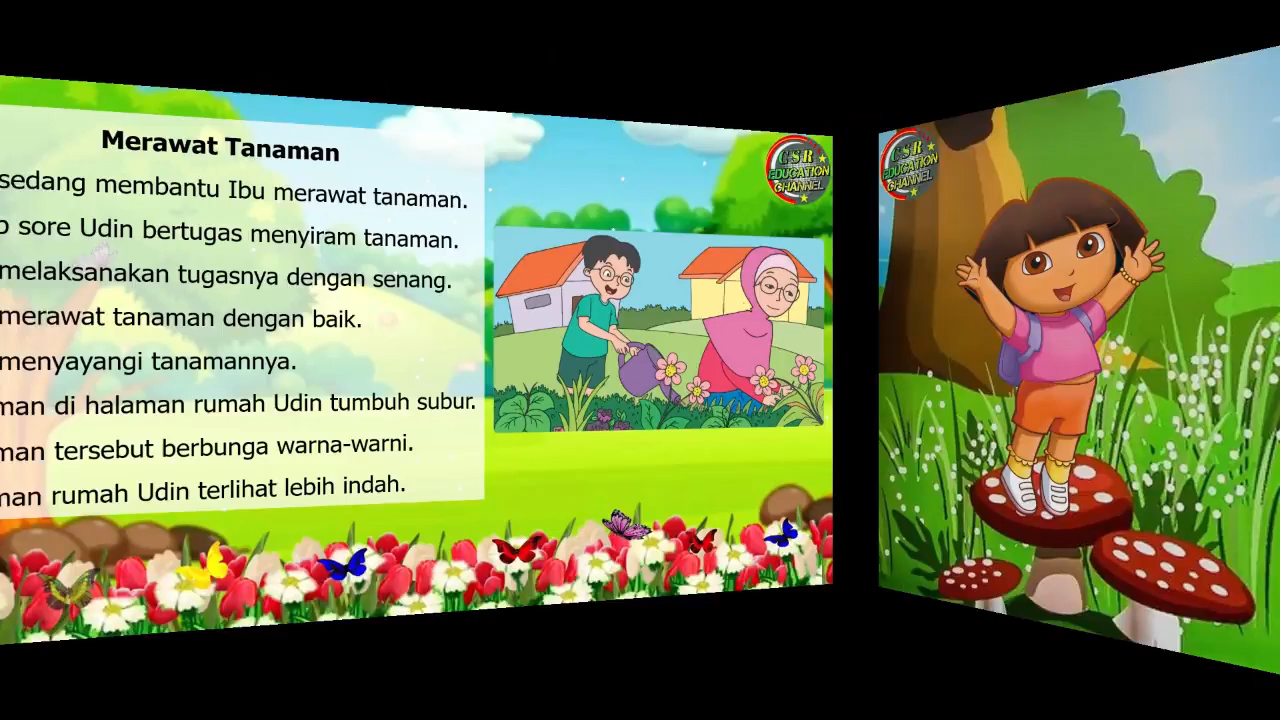 Merawat Tanaman
sedang membantu Ibu merawat tanaman.
sore Udin bertugas menyiram tanaman.
melaksanakan tugasnya dengan senang.
merawat tanaman dengan baik.
menyayangi tanamannya.
man di halaman rumah Udin tumbuh subur.
man tersebut berbunga warna-warni.
man rumah Udin terlihat lebih indah.
CSR
EDUCATION
CHANNEL
CSR
EDUCATION
CHANNEL